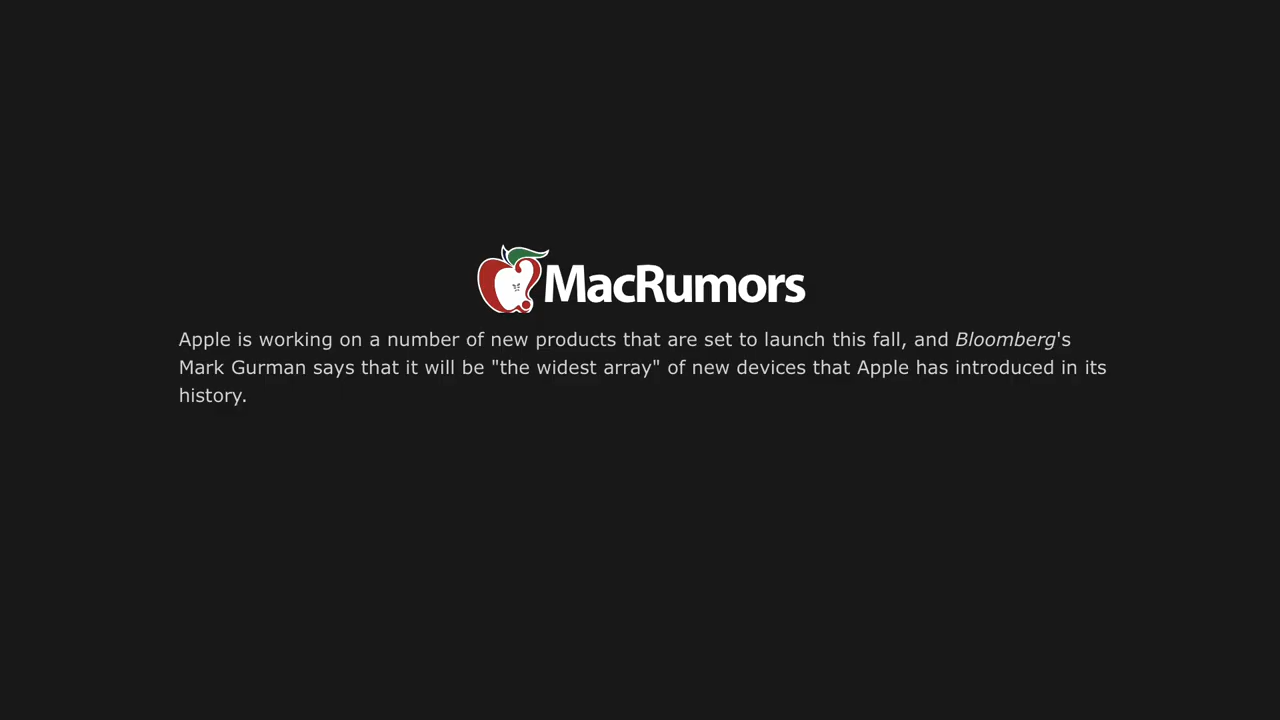 MacRumors
Apple is working on a number of new products that are set to launch this fall, and Bloomberg's
Mark Gurman says that it will be "the widest array" of new devices that Apple has introduced in its
history.